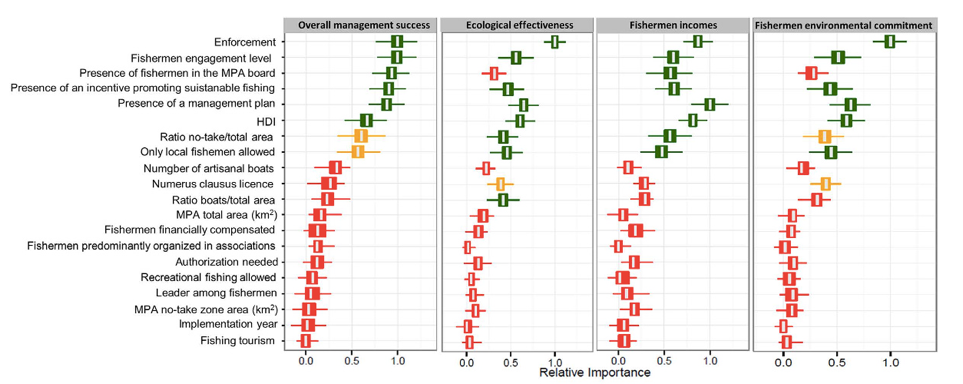 Overall management success
Ecological effectiveness
Fishermen incomes
Fishermen environmental commitment
Enforcement
Fishermen engagement level
Presence of fishermen in the MPA board
Presence of an incentive promoting suistanable fishing
Presence of a management plan
HDI
Ratio no-take/total area
Only local fishemen allowed
Numgber of artisanal boats
Numerus clausus licence
Ratio boats/total area
MPA total area (km²)
Fishermen financially compensated
Fishermen predominantly organized in associations
Authorization needed
Recreational fishing allowed
Leader among fishermen
MPA no-take zone area (km²)
Implementation year
Fishing tourism
0.0 0.5 1.0 0.0 0.5 1.0 0.0 0.5 1.0 0.0 0.5 1.0
Relative Importance